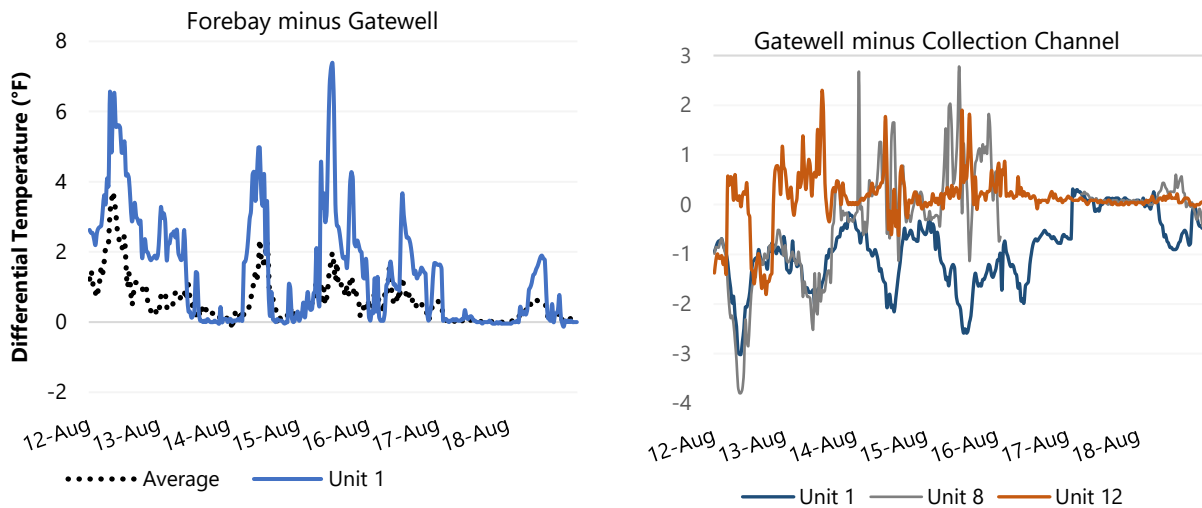 Forebay minus Gatewell
Differential Temperature (°F)
8
6
4
2
0
-2
12-Aug 13-Aug 14-Aug 15-Aug 16-Aug 17-Aug 18-Aug
Average Unit 1
Gatewell minus Collection Channel
3
2
1
0
-1
-2
-3
-4
12-Aug 13-Aug 14-Aug 15-Aug 16-Aug 17-Aug 18-Aug
Unit 1 Unit 8 Unit 12